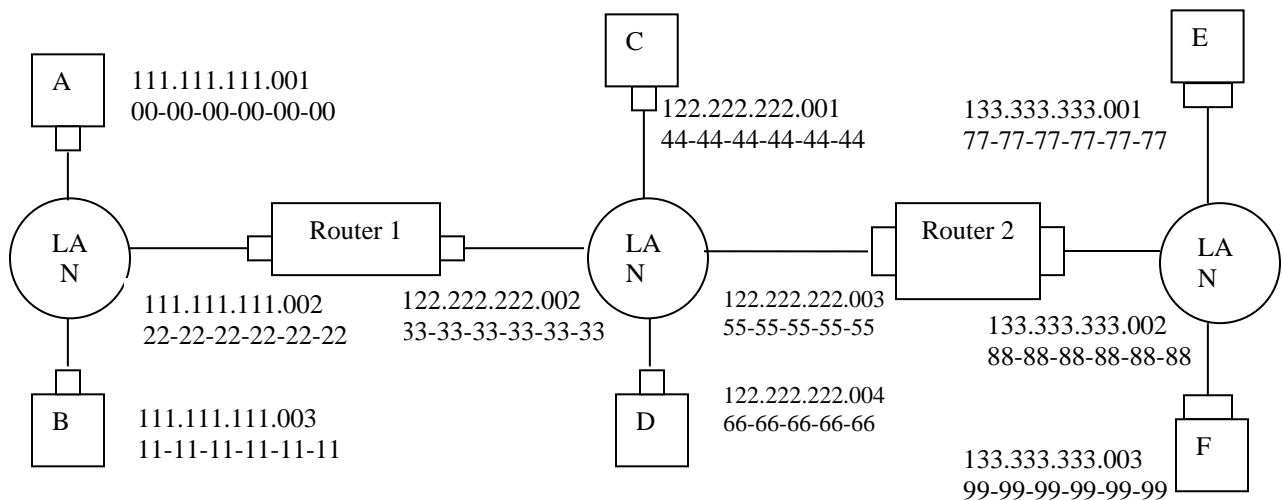 A
111.111.111.001
00-00-00-00-00-00
C
122.222.222.001
44-44-44-44-44-44
E
133.333.333.001
77-77-77-77-77-77
LA
N
Router 1
LA
N
Router 2
LA
N
111.111.111.002
22-22-22-22-22-22
122.222.222.002
33-33-33-33-33-33
122.222.222.003
55-55-55-55-55
133.333.333.002
88-88-88-88-88-88
B
111.111.111.003
11-11-11-11-11-11
D
122.222.222.004
66-66-66-66-66
F
133.333.333.003
99-99-99-99-99-99